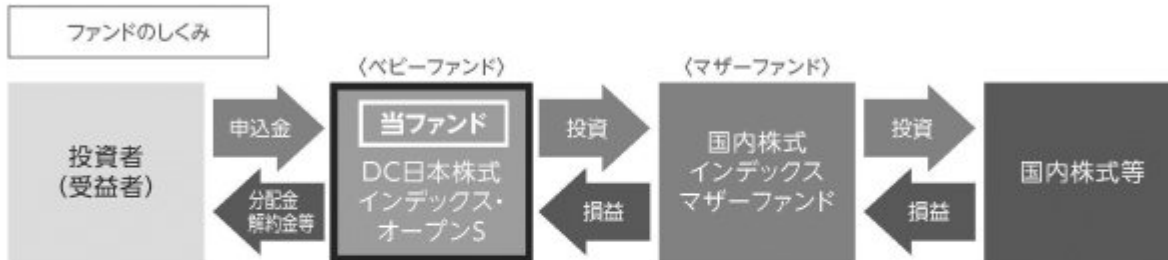 ファンドのしくみ
〈ベビーファンド〉
〈マザーファンド〉
投資者
(受益者)
申込金
分配金
解約金等
当ファンド
DC日本株式
インデックス・
オープンS
投資
損益
国内株式
インデックス
マザーファンド
投資
損益
国内株式等